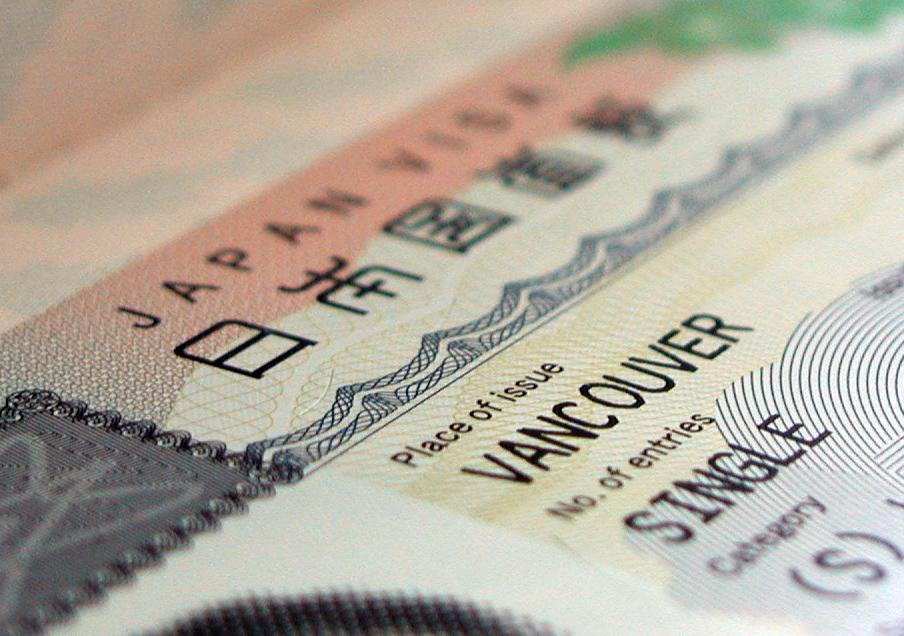 JAPAN VISA
日本国査証
Place of issue
VANCOUVER
No. of entries
SINGLE
Category
(S)